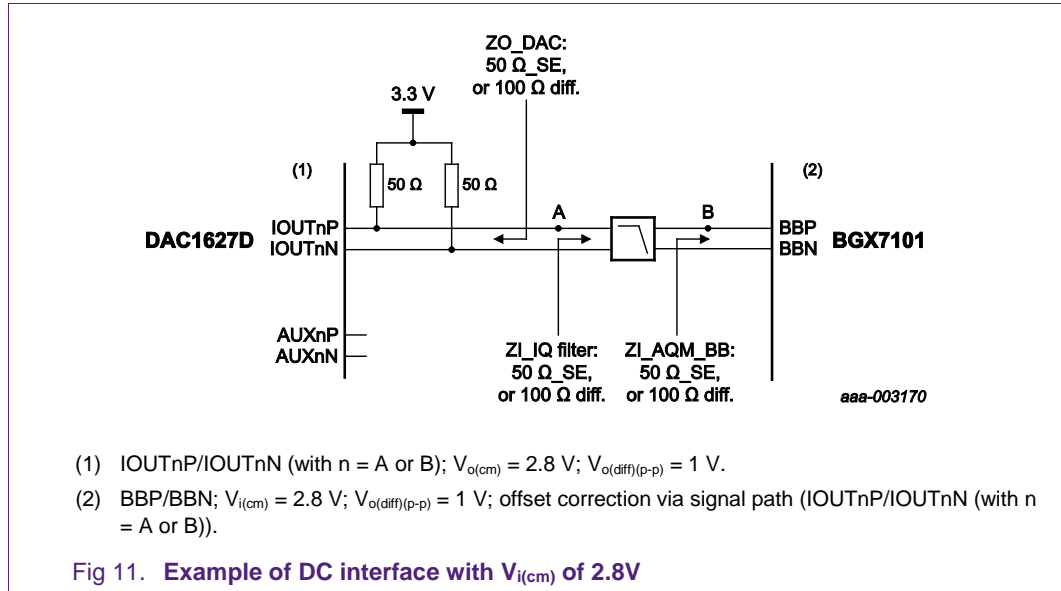 ZO_DAC:
50 Ω_SE,
or 100 Ω diff.
3.3 V
(1)
50 Ω
50 Ω
(2)
A
B
IOUTnP
IOUTnN
DAC1627D
BBP
BBN
BGX7101
AUXnP
AUXnN
ZI_IQ filter:
50 Ω_SE,
or 100 Ω diff.
ZI_AQM_BB:
50 Ω_SE,
or 100 Ω diff.
aaa-003170
(1) IOUTnP/IOUTnN (with n = A or B); Vo(cm) = 2.8 V; Vo(diff)(p-p) = 1 V.
(2) BBP/BBN; Vi(cm) = 2.8 V; Vo(diff)(p-p) = 1 V; offset correction via signal path (IOUTnP/IOUTnN (with n
= A or B)).
Fig 11. Example of DC interface with Vi(cm) of 2.8V